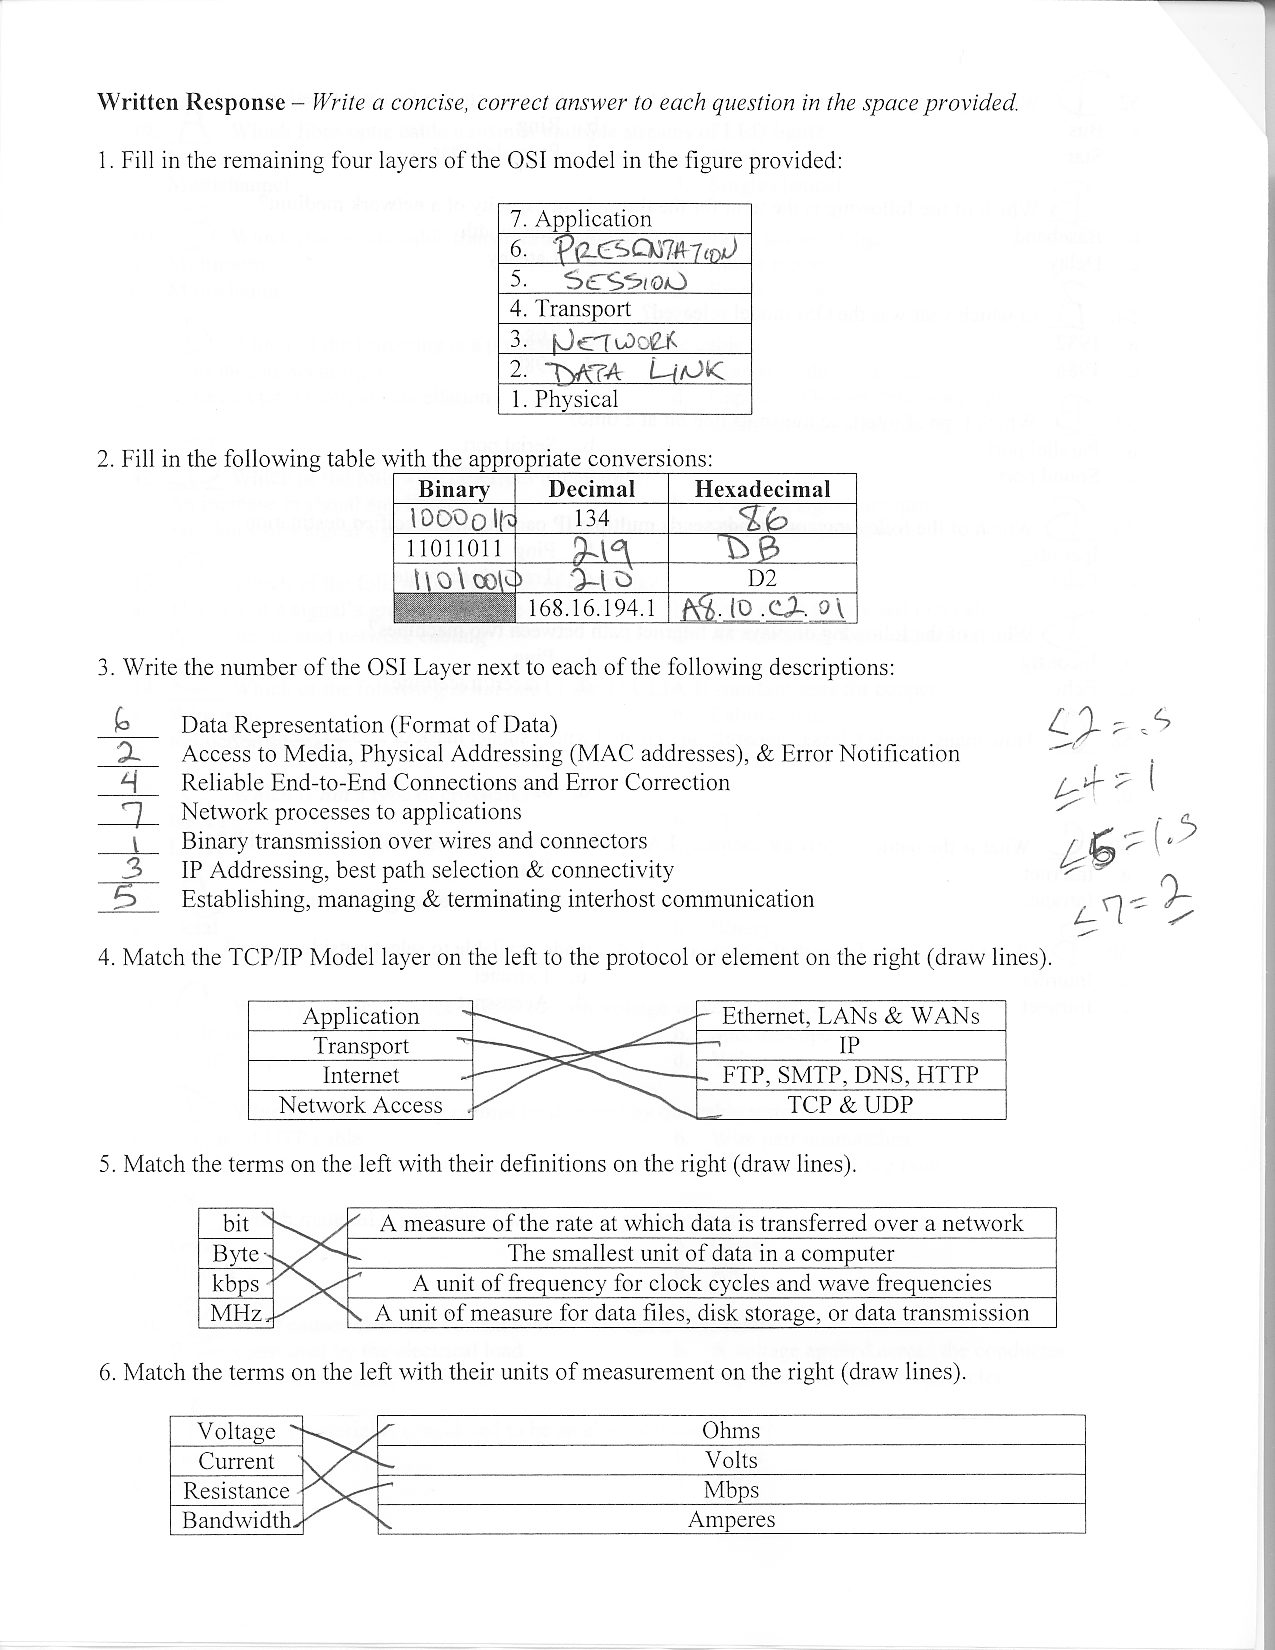 Written Response – Write a concise, correct answer to each question in the space provided.
1. Fill in the remaining four layers of the OSI model in the figure provided:
7. Application
6. PRESENTATION
5. SESSION
4. Transport
3. NETWORK
2. DATA LINK
1. Physical
2. Fill in the following table with the appropriate conversions:
Binary Decimal Hexadecimal
10000110 134 86
11011011 219 DB
11010010 210 D2
168.16.194.1 A8.10.C2.01
3. Write the number of the OSI Layer next to each of the following descriptions:
6 Data Representation (Format of Data)
2 Access to Media, Physical Addressing (MAC addresses), & Error Notification
4 Reliable End-to-End Connections and Error Correction
7 Network processes to applications
1 Binary transmission over wires and connectors
3 IP Addressing, best path selection & connectivity
5 Establishing, managing & terminating interhost communication
≤2 = .5
≤4 = 1
≤6 = 1.5
≤7 = 2
4. Match the TCP/IP Model layer on the left to the protocol or element on the right (draw lines).
Application Ethernet, LANs & WANs
Transport IP
Internet FTP, SMTP, DNS, HTTP
Network Access TCP & UDP
5. Match the terms on the left with their definitions on the right (draw lines).
bit A measure of the rate at which data is transferred over a network
Byte The smallest unit of data in a computer
kbps A unit of frequency for clock cycles and wave frequencies
MHz A unit of measure for data files, disk storage, or data transmission
6. Match the terms on the left with their units of measurement on the right (draw lines).
Voltage Ohms
Current Volts
Resistance Mbps
Bandwidth Amperes